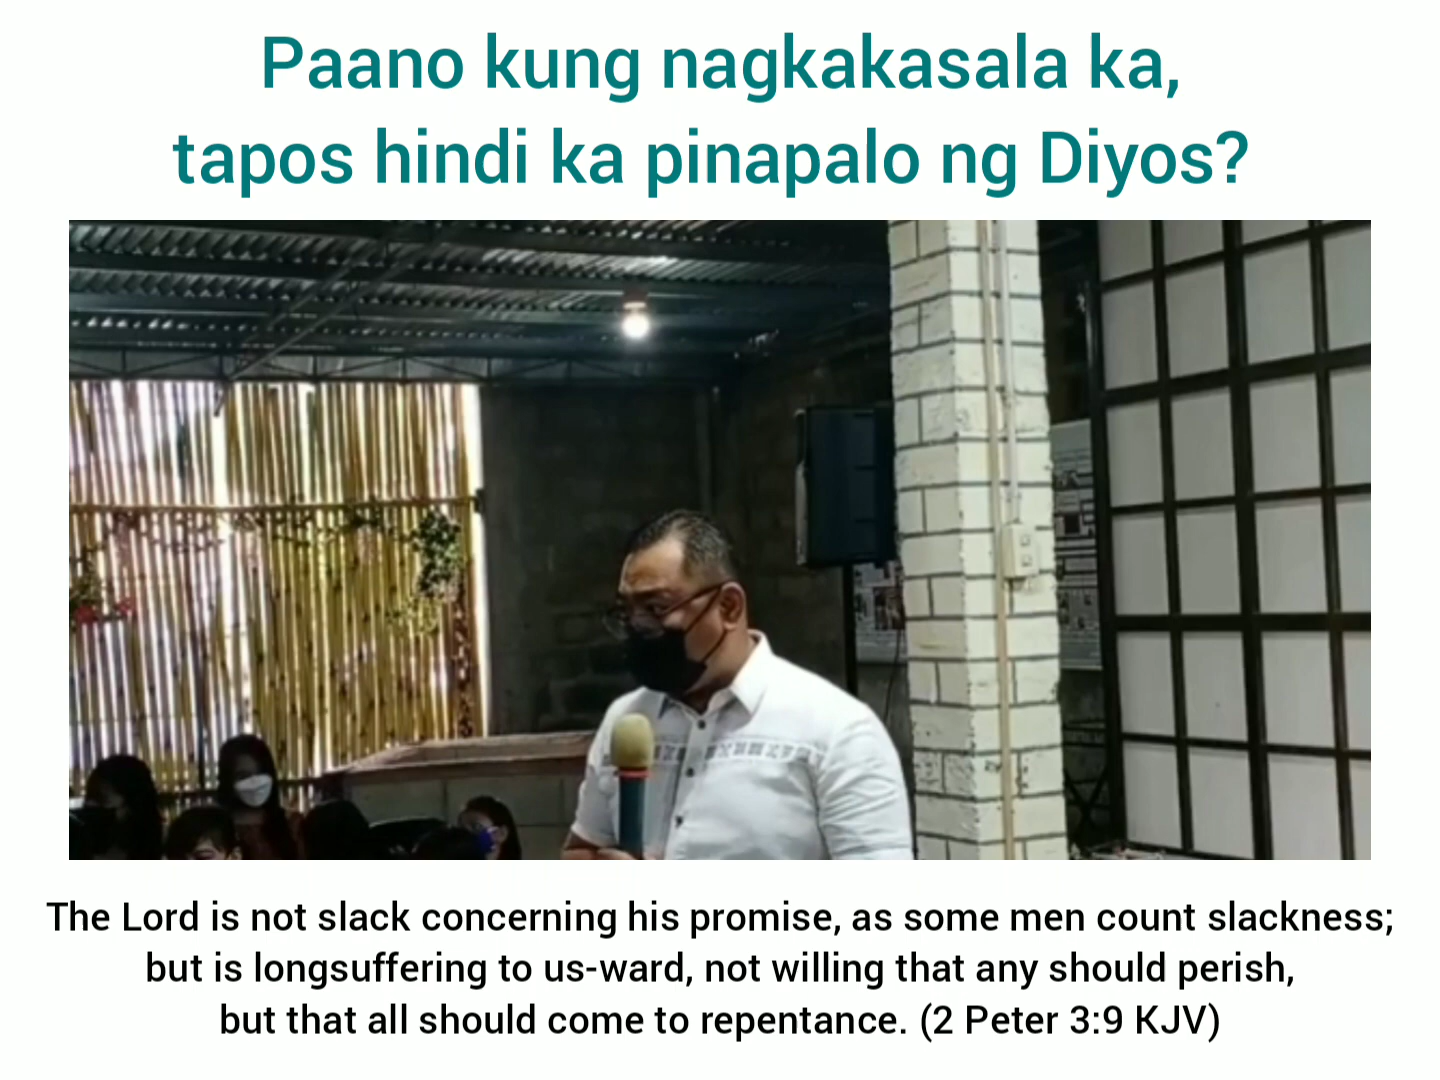 Paano kung nagkakasala ka,
tapos hindi ka pinapalo ng Diyos?
The Lord is not slack concerning his promise, as some men count slackness;
but is longsuffering to us-ward, not willing that any should perish,
but that all should come to repentance. (2 Peter 3:9 KJV)